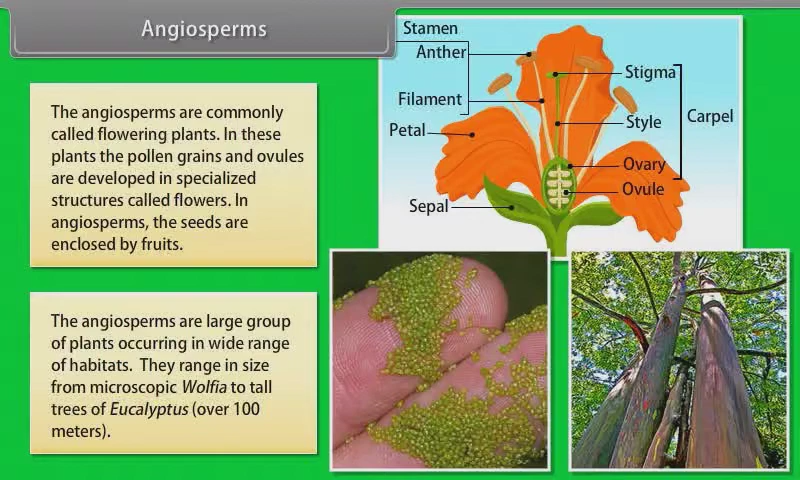 Angiosperms
The angiosperms are commonly
called flowering plants. In these
plants the pollen grains and ovules
are developed in specialized
structures called flowers. In
angiosperms, the seeds are
enclosed by fruits.
The angiosperms are large group
of plants occurring in wide range
of habitats. They range in size
from microscopic Wolfia to tall
trees of Eucalyptus (over 100
meters).
Stamen
Anther
Filament
Petal
Sepal
Stigma
Style
Carpel
Ovary
Ovule